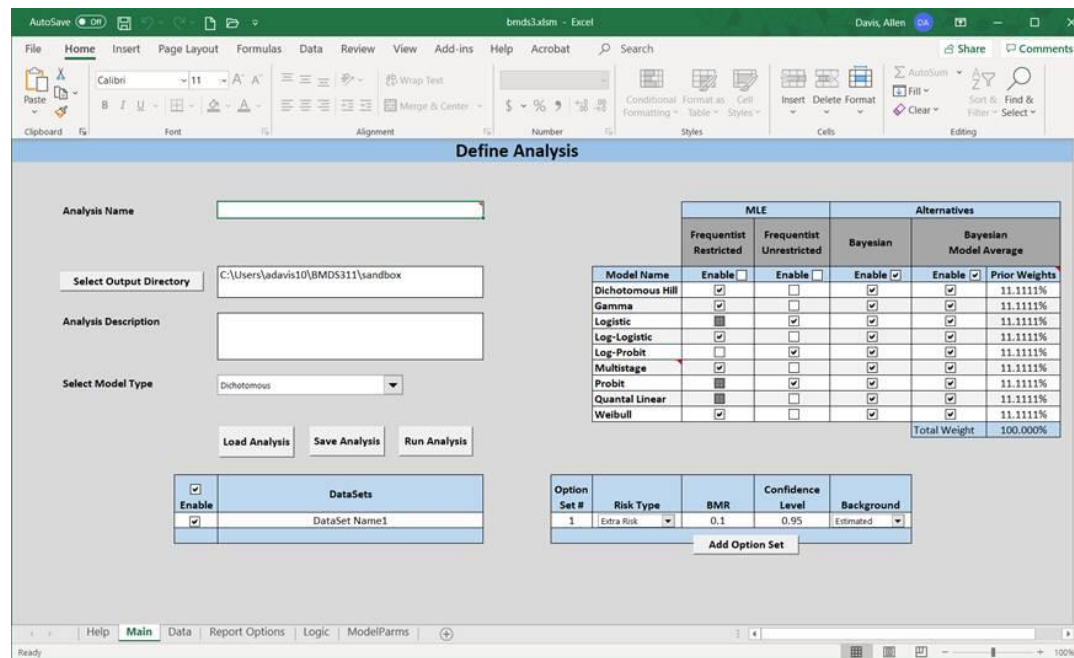 AutoSave Off bmds3.xlsm - Excel Davis, Allen DA
File Home Insert Page Layout Formulas Data Review View Add-ins Help Acrobat Search Share Comments
Paste Calibri 11 A A Wrap Text AutoSum
Fill
B I U A Merge & Center $ % Conditional Format as Cell Insert Delete Format Clear Sort & Find &
Formatting Table Styles Filter Select
Clipboard Font Alignment Number Styles Cells Editing
Define Analysis
Analysis Name
Select Output Directory C:\Users\adavis10\BMDS311\sandbox
Analysis Description
Select Model Type Dichotomous
Load Analysis Save Analysis Run Analysis
MLE Alternatives
Frequentist Restricted Frequentist Unrestricted Bayesian Bayesian Model Average
Model Name Enable Enable Enable Enable Prior Weights
Dichotomous Hill 11.1111%
Gamma 11.1111%
Logistic 11.1111%
Log-Logistic 11.1111%
Log-Probit 11.1111%
Multistage 11.1111%
Probit 11.1111%
Quantal Linear 11.1111%
Weibull 11.1111%
Total Weight 100.000%
Enable DataSets
DataSet Name1
Option Set # Risk Type BMR Confidence Level Background
1 Extra Risk 0.1 0.95 Estimated
Add Option Set
Help Main Data Report Options Logic ModelParms
Ready 100%